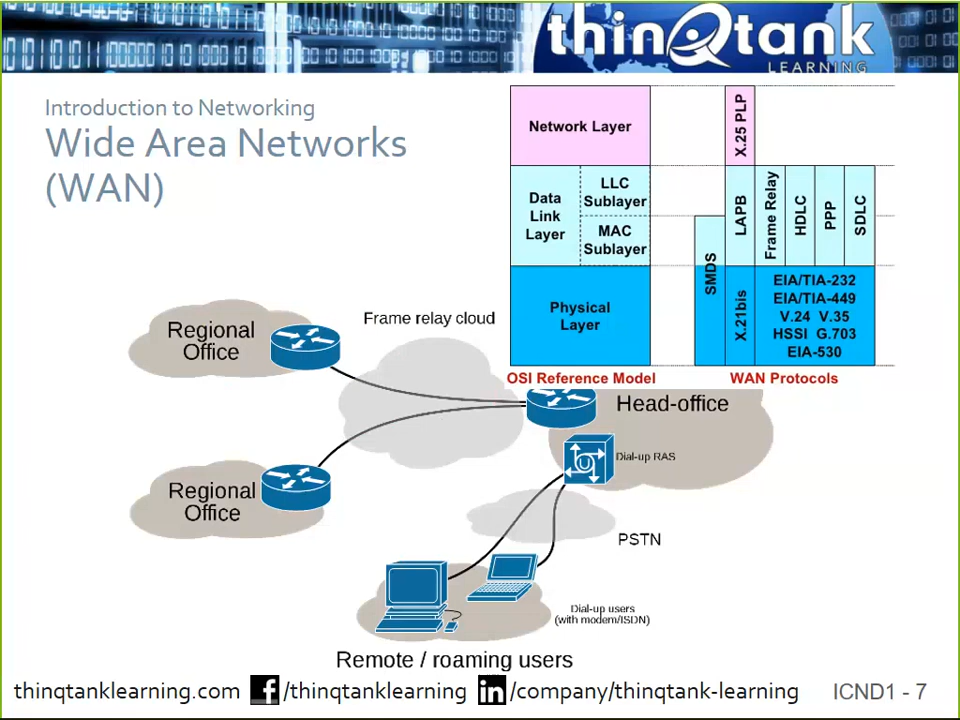 thinQtank
LEARNING
Introduction to Networking
Wide Area Networks
(WAN)
Network Layer
Data
Link
Layer
LLC
Sublayer
MAC
Sublayer
Physical
Layer
OSI Reference Model
X.25 PLP
LAPB
Frame Relay
HDLC
PPP
SDLC
SMDS
X.21bis
EIA/TIA-232
EIA/TIA-449
V.24 V.35
HSSI G.703
EIA-530
WAN Protocols
Regional
Office
Frame relay cloud
Head-office
Dial-up RAS
Regional
Office
PSTN
Dial-up users
(with modem/ISDN)
Remote / roaming users
thinqtanklearning.com f /thinqtanklearning in /company/thinqtank-learning ICND1 - 7